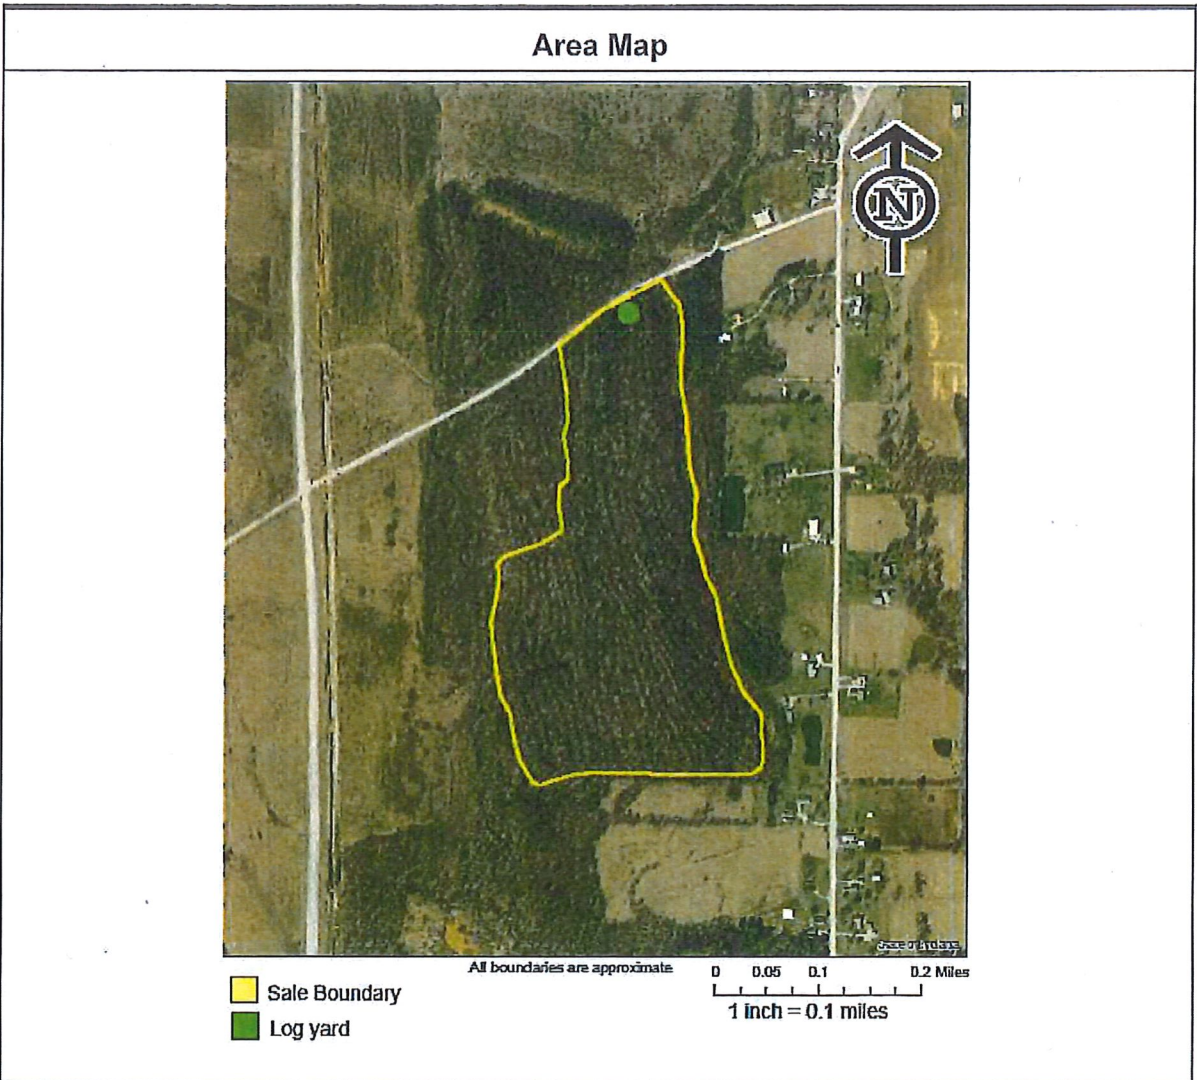 Area Map
N
All boundaries are approximate
0 0.05 0.1 0.2 Miles
1 inch = 0.1 miles
Sale Boundary
Log yard